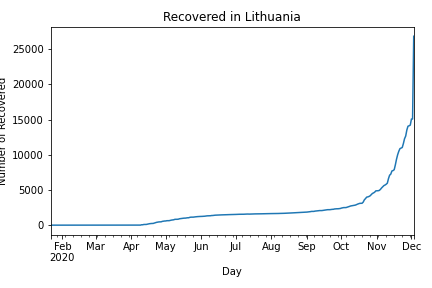 Recovered in Lithuania
Number of Recovered
25000
20000
15000
10000
5000
0
Feb Mar Apr May Jun Jul Aug Sep Oct Nov Dec
2020
Day